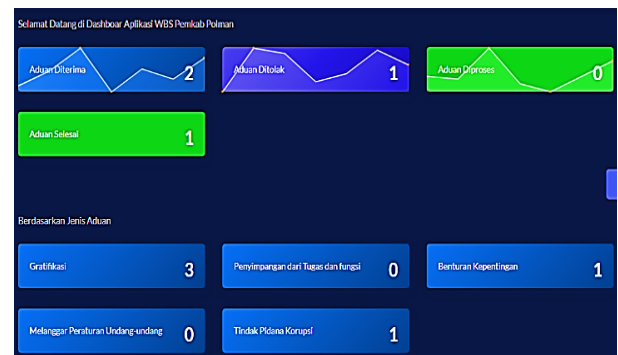 Selamat Datang di Dashboar Aplikasi WBS Pemkab Polman
Aduan Diterima 2
Aduan Ditolak 1
Aduan Diproses 0
Aduan Selesai 1
Berdasarkan Jenis Aduan
Gratifikasi 3
Penyimpangan dari Tugas dan fungsi 0
Benturan Kepentingan 1
Melanggar Peraturan Undang-undang 0
Tindak Pidana Korupsi 1